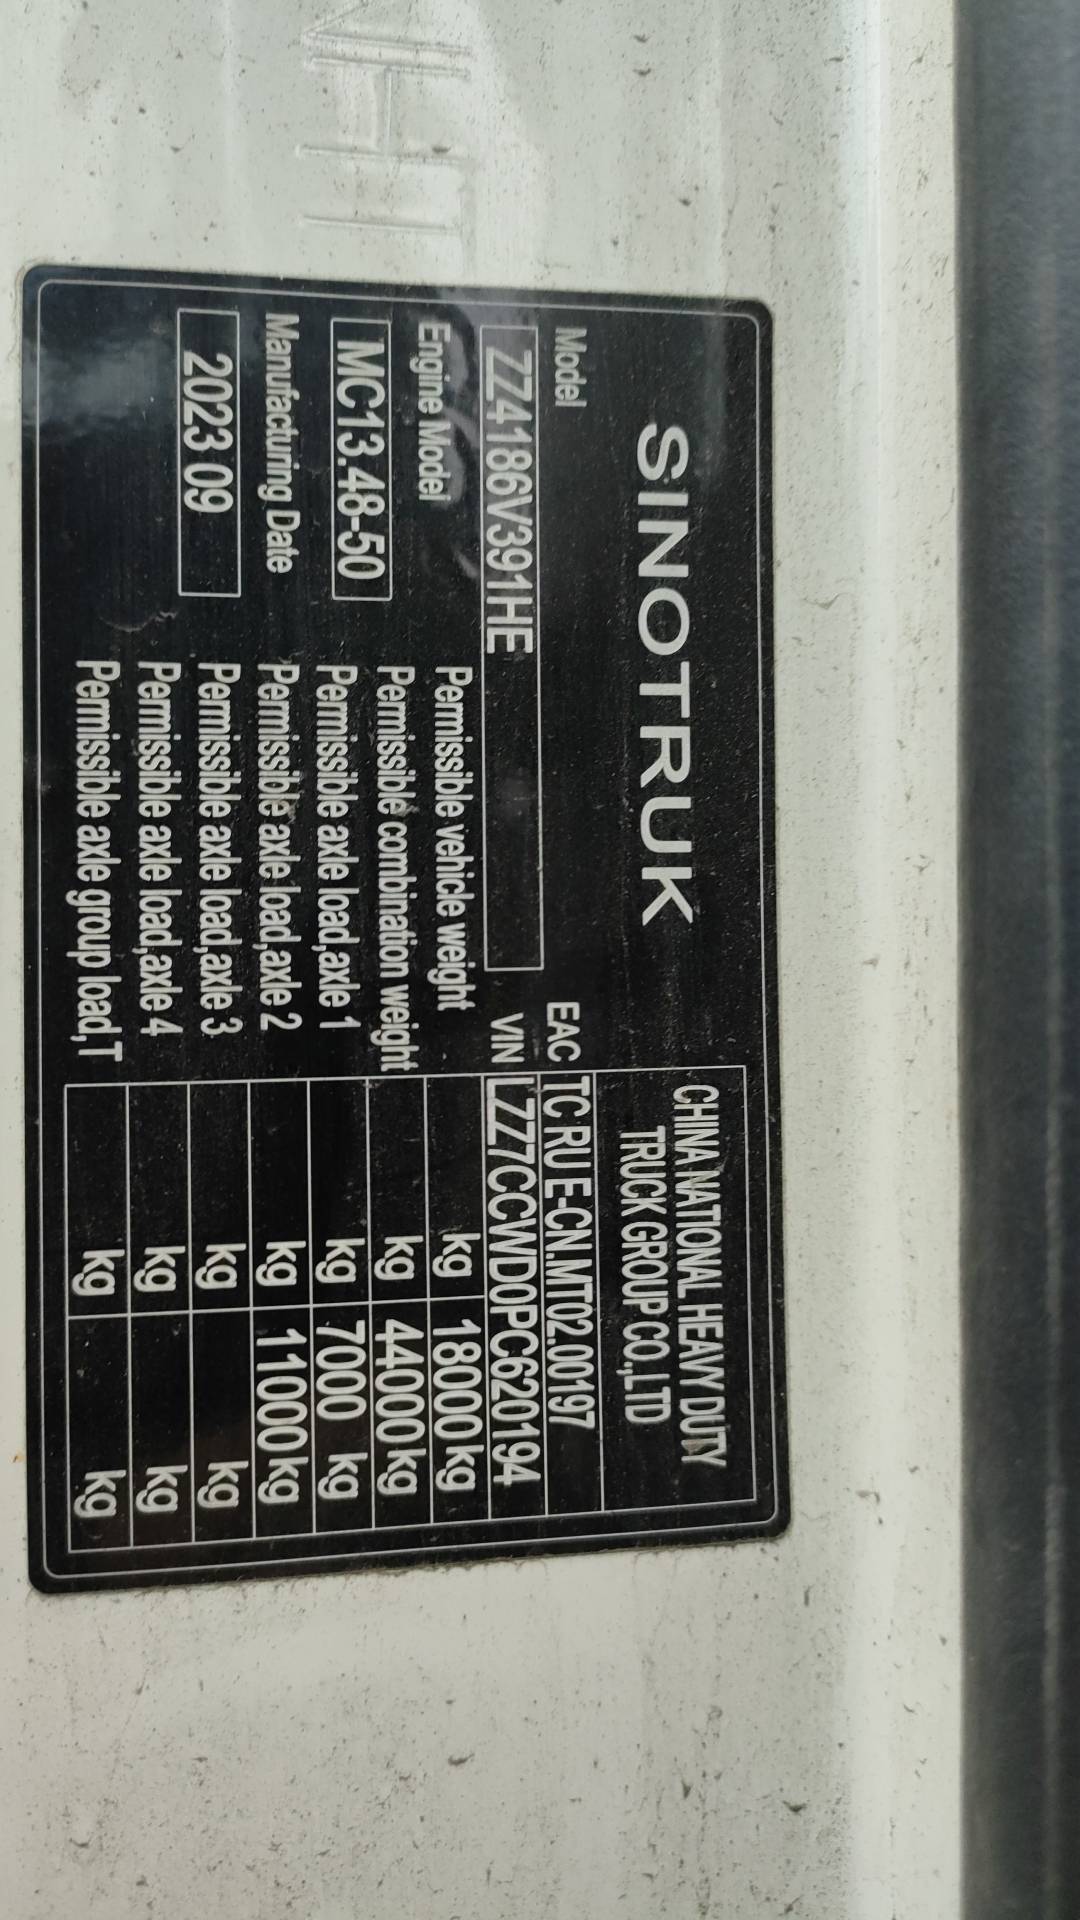 SINOTRUK
CHINA NATIONAL HEAVY DUTY
TRUCK GROUP CO.,LTD
Model
EAC TC RU E-CN.MT02.00197
ZZ4186V391HE
VIN LZZ7CCWD0PC620194
Engine Model
MC13.48-50
Manufacturing Date
2023 09
Permissible vehicle weight kg 18000 kg
Permissible combination weight kg 44000 kg
Permissible axle load,axle 1 kg 7000 kg
Permissible axle load,axle 2 kg 11000 kg
Permissible axle load,axle 3 kg kg
Permissible axle load,axle 4 kg kg
Permissible axle group load,T kg kg